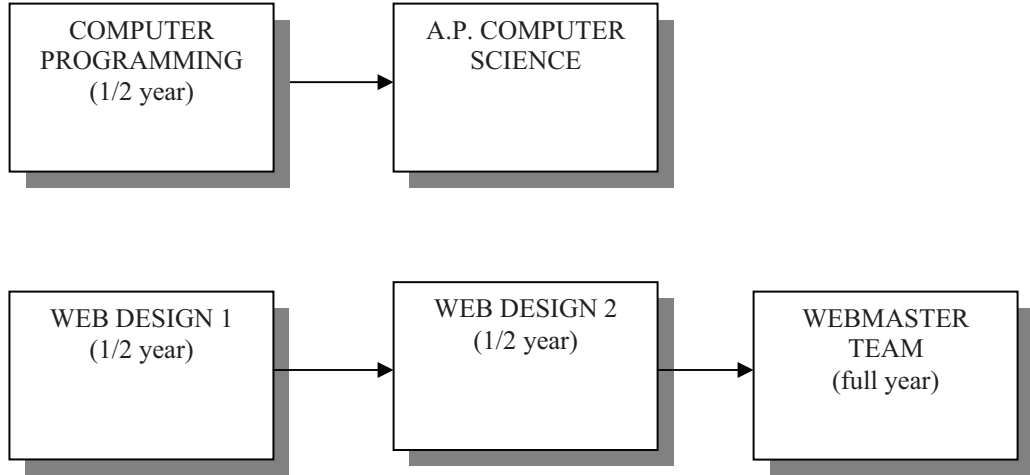 COMPUTER
PROGRAMMING
(1/2 year)
A.P. COMPUTER
SCIENCE
WEB DESIGN 1
(1/2 year)
WEB DESIGN 2
(1/2 year)
WEBMASTER
TEAM
(full year)